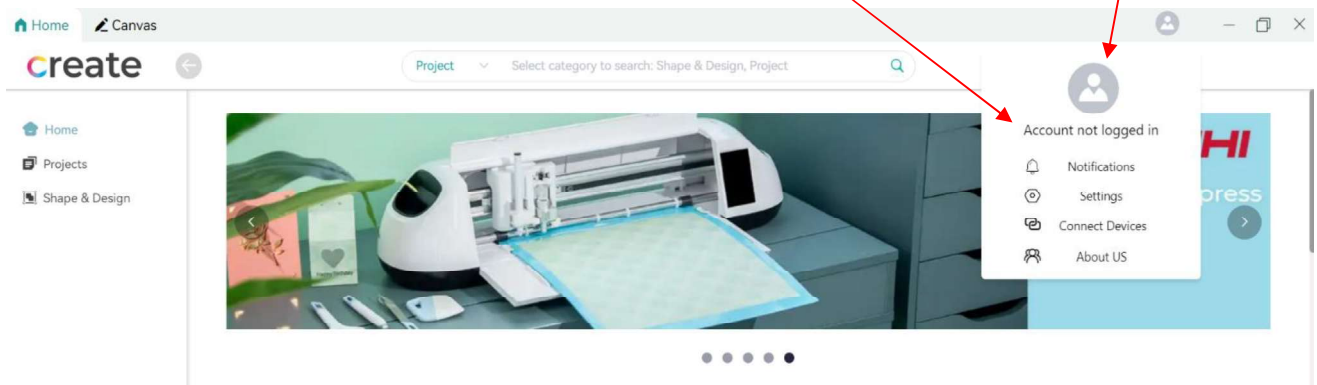 Home
Canvas
create
Project
Select category to search: Shape & Design, Project
Home
Projects
Shape & Design
Account not logged in
Notifications
Settings
Connect Devices
About US
HI
press